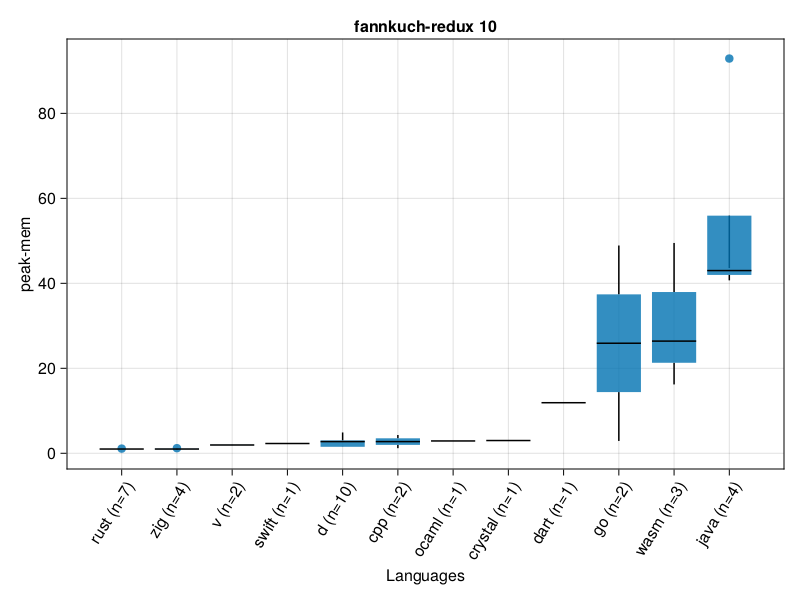 fannkuch-redux 10
peak-mem
80
60
40
20
0
rust (n=7)
zig (n=4)
v (n=2)
swift (n=1)
d (n=10)
cpp (n=2)
ocaml (n=1)
crystal (n=1)
dart (n=1)
go (n=2)
wasm (n=3)
java (n=4)
Languages